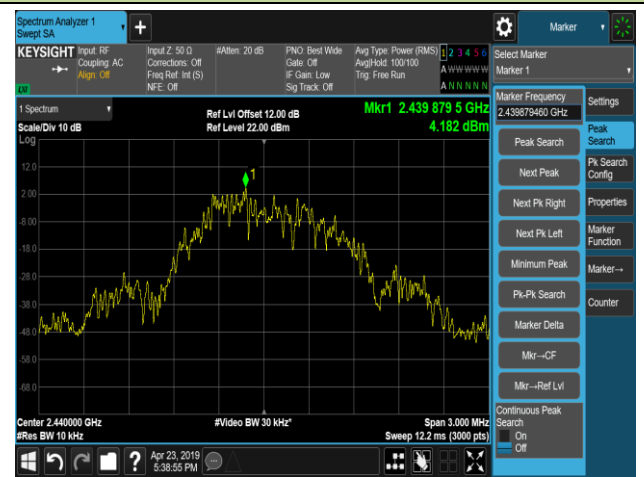 Spectrum Analyzer 1
Swept SA
Marker
KEYSIGHT
Input: RF
Coupling: AC
Align: Off
Input Z: 50 Ω
Corrections: Off
Freq Ref: Int (S)
NFE: Off
#Atten: 20 dB
PNO: Best Wide
Gate: Off
IF Gain: Low
Sig Track: Off
Avg Type: Power (RMS)
Avg|Hold: 100/100
Trig: Free Run
1 2 3 4 5 6
A W W W W W
A N N N N N
LXI
Select Marker
Marker 1
1 Spectrum
Scale/Div 10 dB
Log
Ref Lvl Offset 12.00 dB
Ref Level 22.00 dBm
Mkr1 2.439 879 5 GHz
4.182 dBm
12.0
2.00
-8.00
-18.0
-28.0
-38.0
-48.0
-58.0
-68.0
1
Center 2.440000 GHz
#Res BW 10 kHz
#Video BW 30 kHz*
Span 3.000 MHz
Sweep 12.2 ms (3000 pts)
Marker Frequency
2.439879460 GHz
Peak Search
Next Peak
Next Pk Right
Next Pk Left
Minimum Peak
Pk-Pk Search
Marker Delta
Mkr→CF
Mkr→Ref Lvl
Continuous Peak
Search
On
Off
Settings
Peak
Search
Pk Search
Config
Properties
Marker
Function
Marker→
Counter
?
Apr 23, 2019
5:38:55 PM